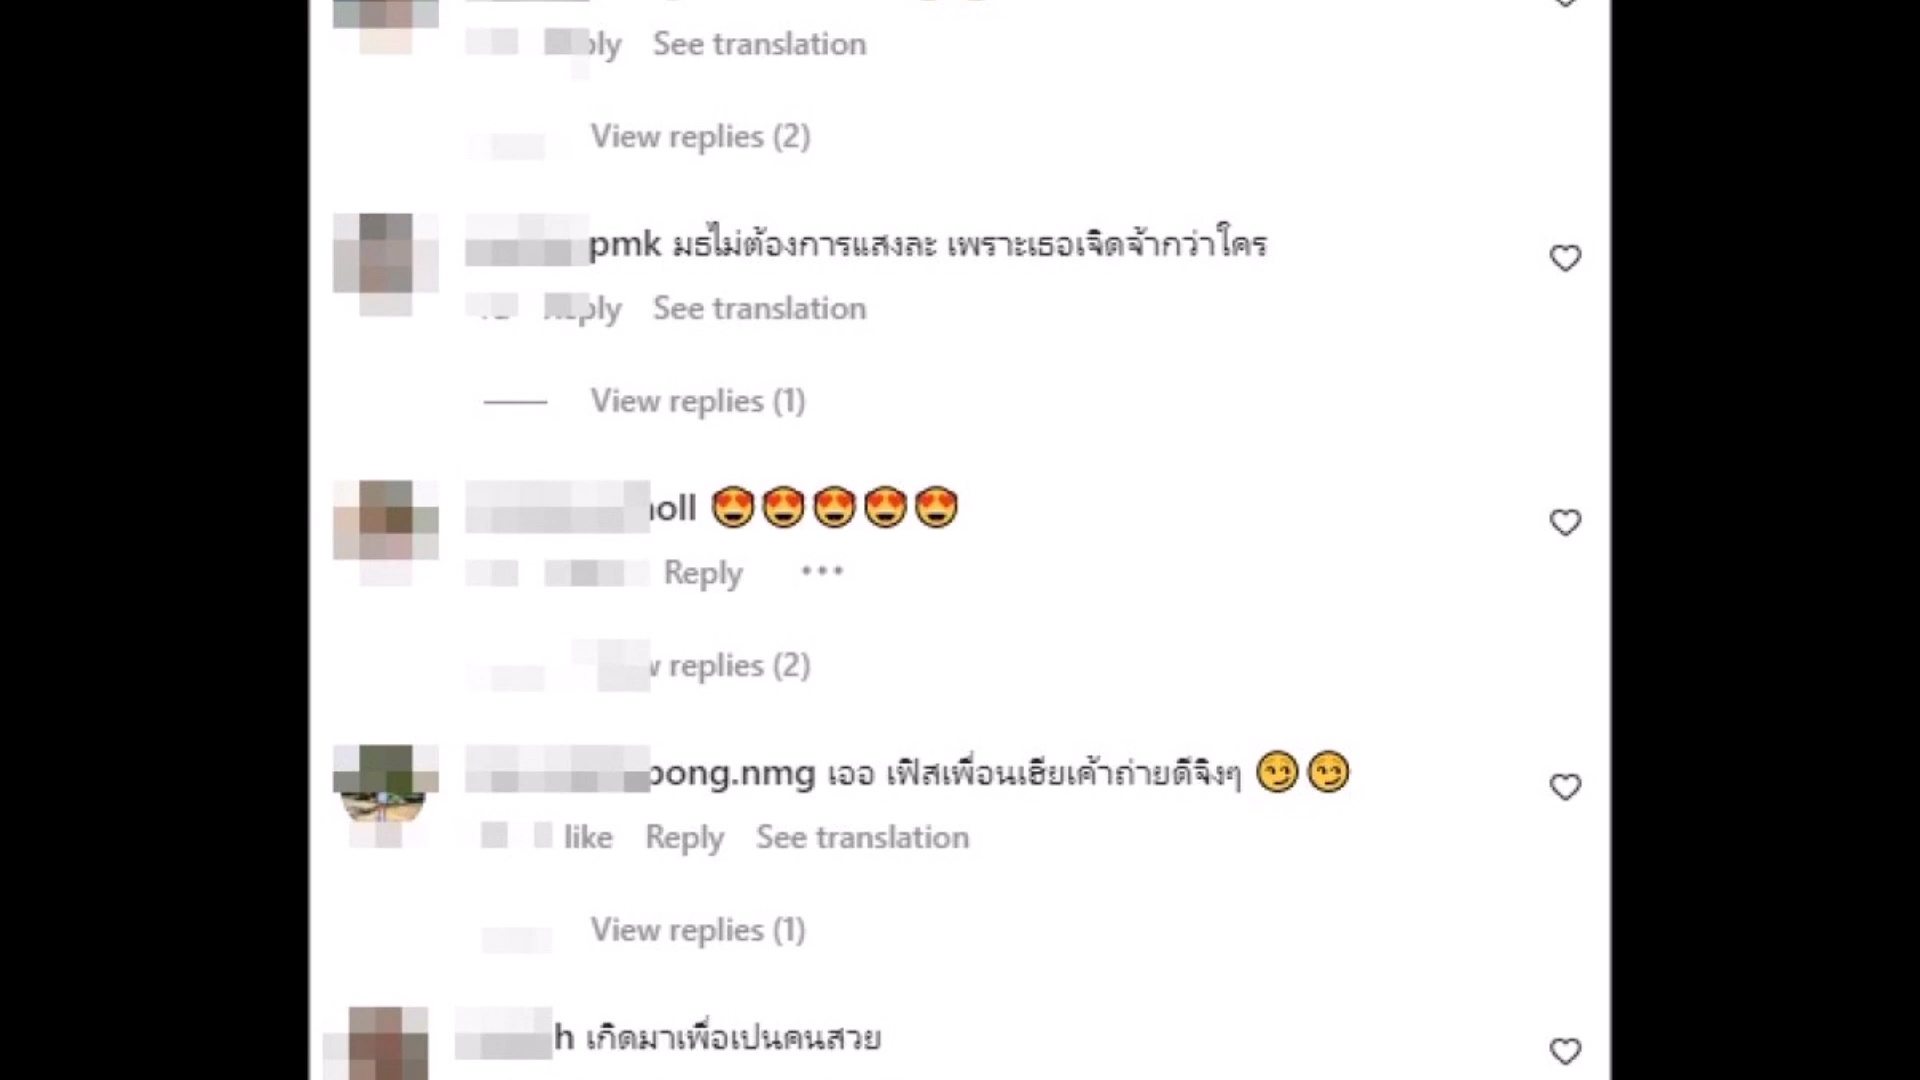 See translation
View replies (2)
pmk มธไม่ต้องการแสงละ เพราะเธอเจิดจ้ากว่าใคร
See translation
View replies (1)
oll 😍😍😍😍😍
Reply •••
replies (2)
pong.nmg เออ เฟิสเพื่อนเฮียเค้าถ่ายดีจิงๆ 😏😏
like Reply See translation
View replies (1)
h เกิดมาเพื่อเปนคนสวย